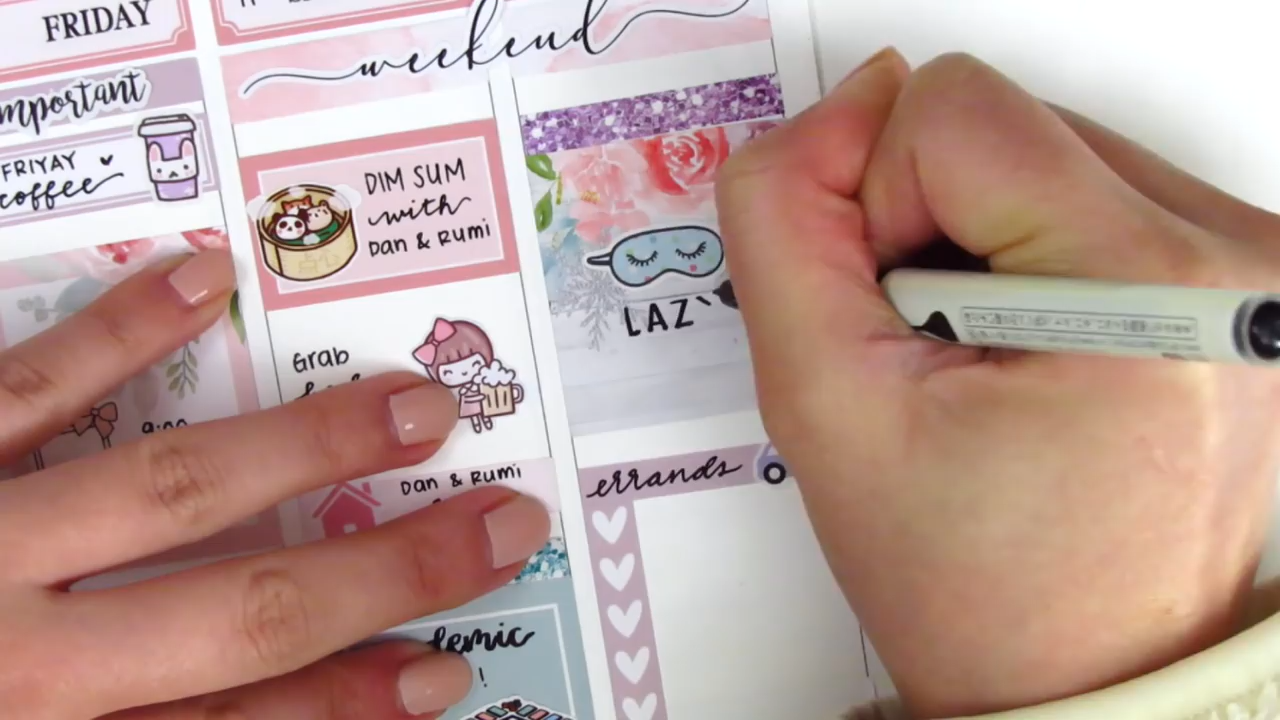 FRIDAY
weekend
Important
FRIYAY
coffee
DIM SUM
with
Dan & Rumi
Grab
LAZ
Dan & Rumi
errands
!